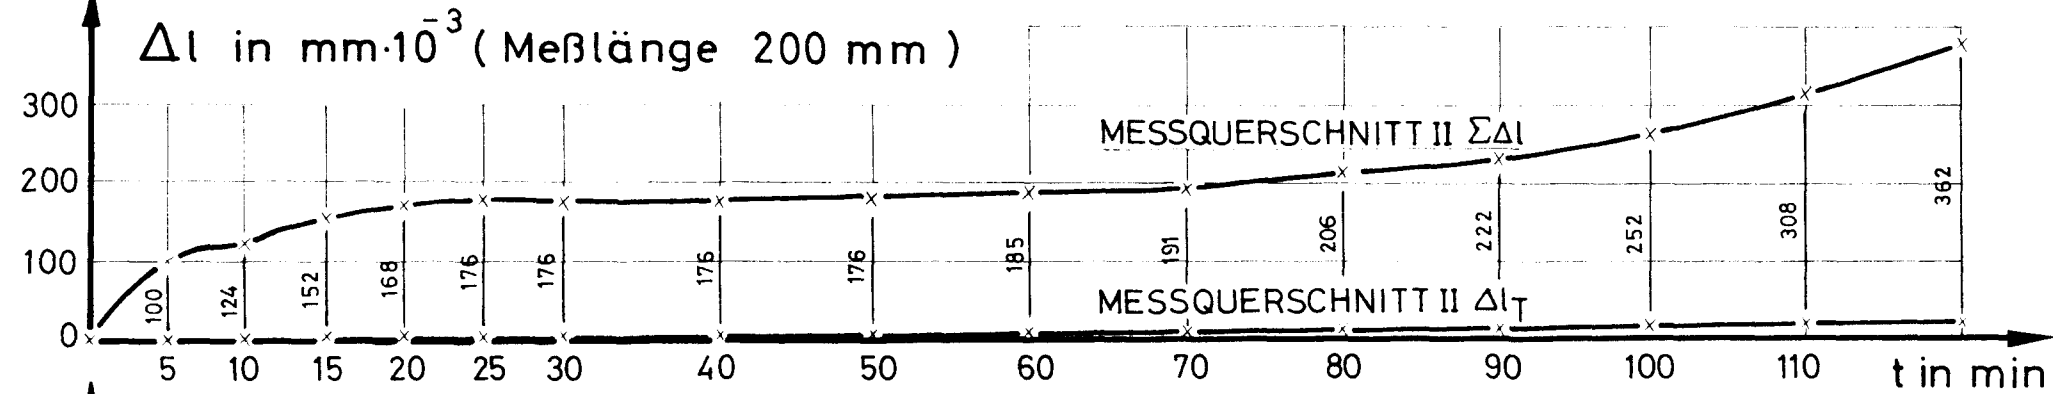 Δl in mm·10⁻³ (Meßlänge 200 mm)
300
200
100
0
MESSQUERSCHNITT II ΣΔl
100 124 152 168 176 176 176 176 185 191 206 222 252 308 362
MESSQUERSCHNITT II Δl_T
5 10 15 20 25 30 40 50 60 70 80 90 100 110 t in min